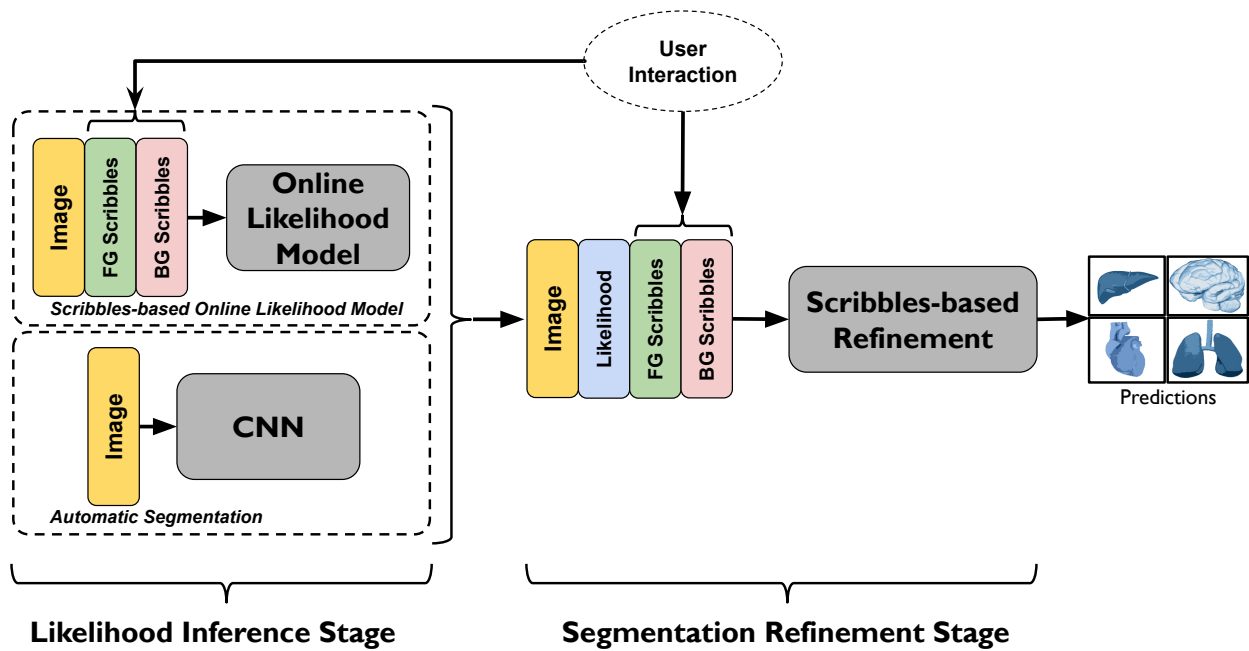 User
Interaction
Image
FG Scribbles
BG Scribbles
Online
Likelihood
Model
Scribbles-based Online Likelihood Model
Image
CNN
Automatic Segmentation
Image
Likelihood
FG Scribbles
BG Scribbles
Scribbles-based
Refinement
Predictions
Likelihood Inference Stage
Segmentation Refinement Stage